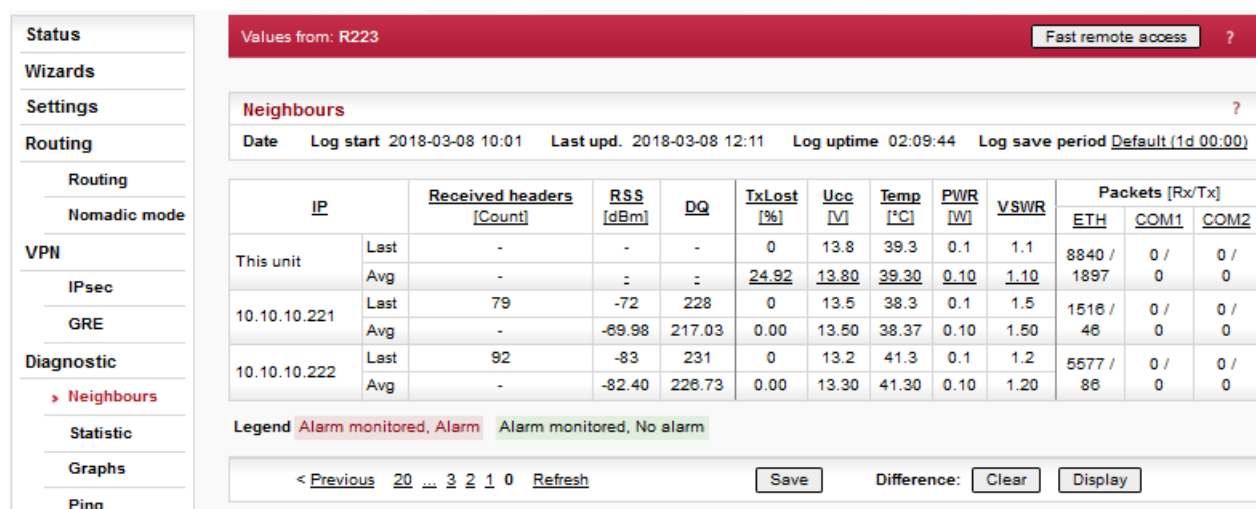 Status
Wizards
Settings
Routing
Routing
Nomadic mode
VPN
IPsec
GRE
Diagnostic
› Neighbours
Statistic
Graphs
Ping
Values from: R223 Fast remote access ?
Neighbours ?
Date Log start 2018-03-08 10:01 Last upd. 2018-03-08 12:11 Log uptime 02:09:44 Log save period Default (1d 00:00)
IP Received headers [Count] RSS [dBm] DQ TxLost [%] Ucc [V] Temp [°C] PWR [W] VSWR Packets [Rx/Tx]
ETH COM1 COM2
This unit Last - - - 0 13.8 39.3 0.1 1.1 8840 / 0 / 0 /
Avg - - - 24.92 13.80 39.30 0.10 1.10 1897 0 0
10.10.10.221 Last 79 -72 228 0 13.5 38.3 0.1 1.5 1516 / 0 / 0 /
Avg - -69.98 217.03 0.00 13.50 38.37 0.10 1.50 46 0 0
10.10.10.222 Last 92 -83 231 0 13.2 41.3 0.1 1.2 5577 / 0 / 0 /
Avg - -82.40 226.73 0.00 13.30 41.30 0.10 1.20 86 0 0
Legend Alarm monitored, Alarm Alarm monitored, No alarm
< Previous 20 ... 3 2 1 0 Refresh Save Difference: Clear Display